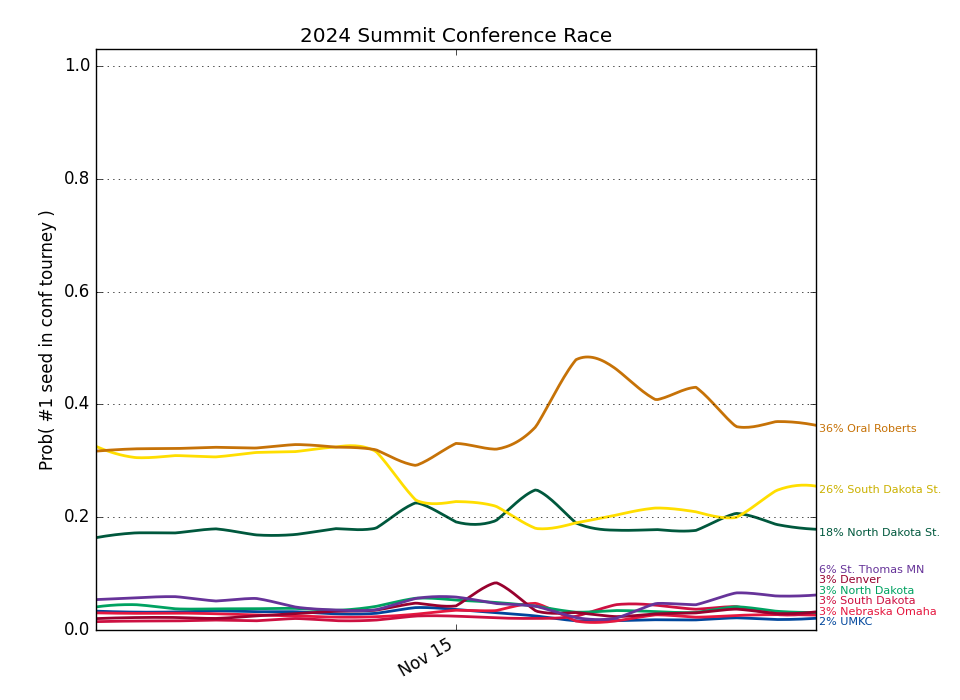 2024 Summit Conference Race
Prob( #1 seed in conf tourney )
1.0
0.8
0.6
0.4
0.2
0.0
Nov 15
36% Oral Roberts
26% South Dakota St.
18% North Dakota St.
6% St. Thomas MN
3% Denver
3% North Dakota
3% South Dakota
3% Nebraska Omaha
2% UMKC